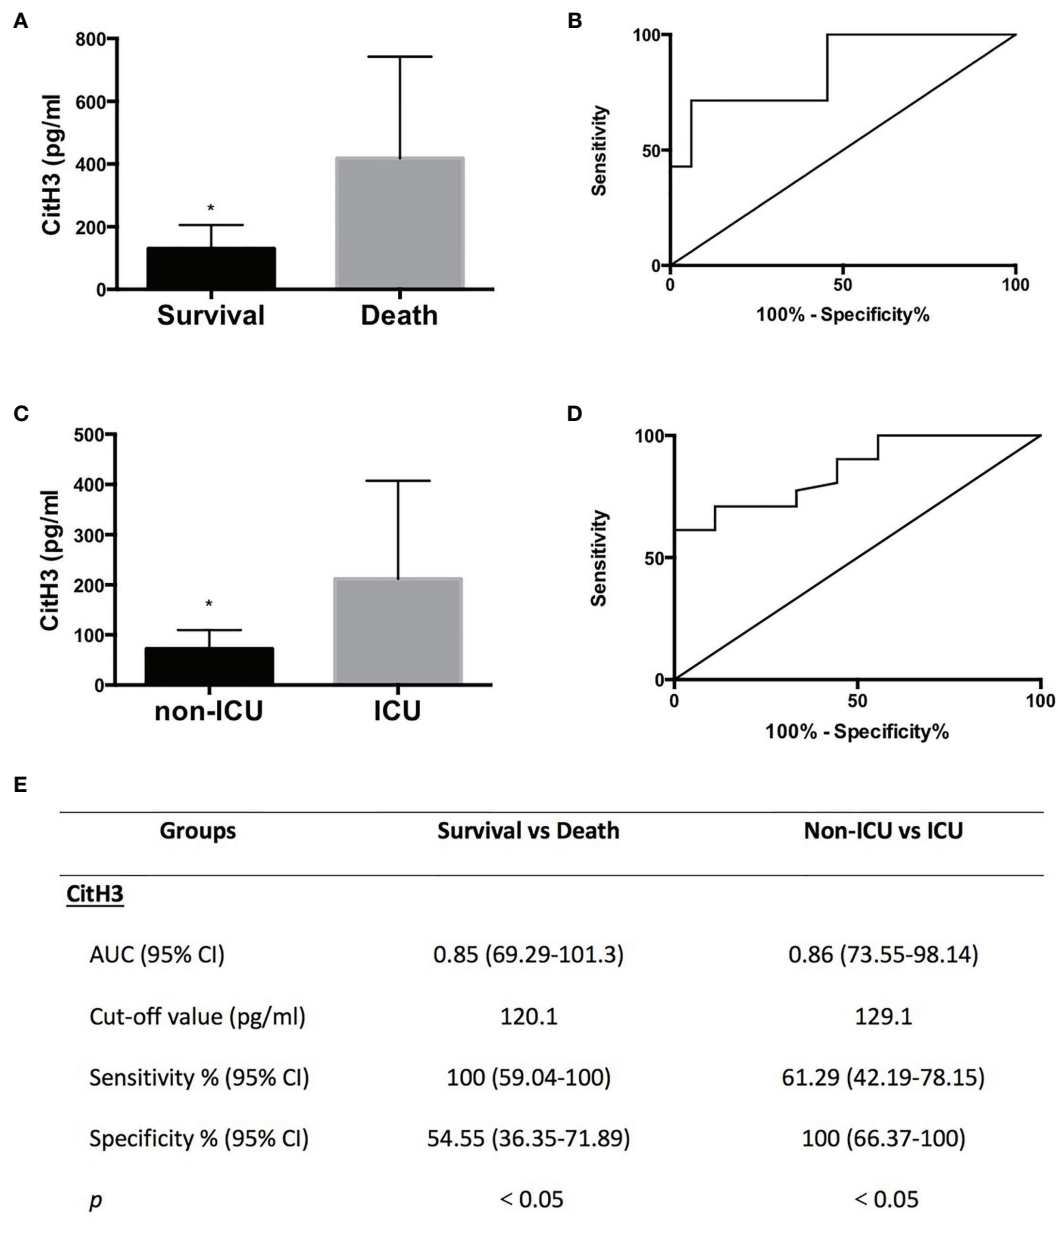 A
CitH3 (pg/ml)
800
600
400
200
0
*
Survival
Death
B
Sensitivity
100
50
0
0
50
100
100% - Specificity%
C
CitH3 (pg/ml
500
400
300
200
100
0
*
non-ICU
ICU
D
Sensitivity
100
50
0
0
50
100
100% - Specificity%
E
Groups Survival vs Death Non-ICU vs ICU
CitH3
AUC (95% CI) 0.85 (69.29-101.3) 0.86 (73.55-98.14)
Cut-off value (pg/ml) 120.1 129.1
Sensitivity % (95% CI) 100 (59.04-100) 61.29 (42.19-78.15)
Specificity % (95% CI) 54.55 (36.35-71.89) 100 (66.37-100)
p < 0.05 < 0.05